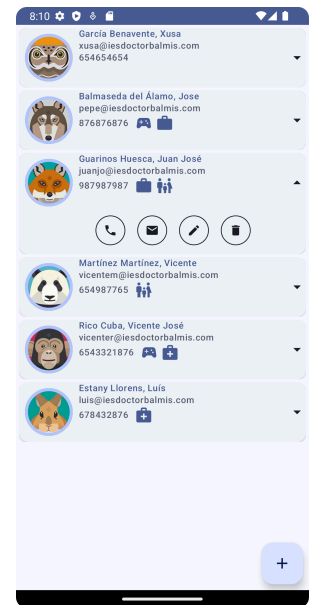 8:10
García Benavente, Xusa
xusa@iesdoctorbalmis.com
654654654
Balmaseda del Álamo, Jose
pepe@iesdoctorbalmis.com
876876876
Guarinos Huesca, Juan José
juanjo@iesdoctorbalmis.com
987987987
Martínez Martínez, Vicente
vicentem@iesdoctorbalmis.com
654987765
Rico Cuba, Vicente José
vicenter@iesdoctorbalmis.com
6543321876
Estany Llorens, Luís
luis@iesdoctorbalmis.com
678432876